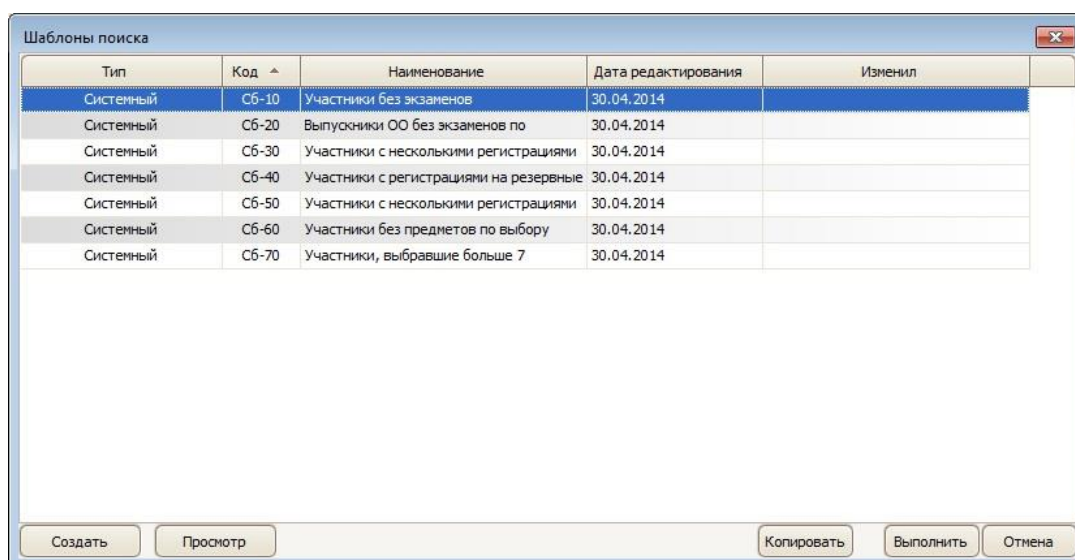 Шаблоны поиска
Тип Код Наименование Дата редактирования Изменил
Системный Сб-10 Участники без экзаменов 30.04.2014
Системный Сб-20 Выпускники ОО без экзаменов по 30.04.2014
Системный Сб-30 Участники с несколькими регистрациями 30.04.2014
Системный Сб-40 Участники с регистрациями на резервные 30.04.2014
Системный Сб-50 Участники с несколькими регистрациями 30.04.2014
Системный Сб-60 Участники без предметов по выбору 30.04.2014
Системный Сб-70 Участники, выбравшие больше 7 30.04.2014
Создать Просмотр Копировать Выполнить Отмена